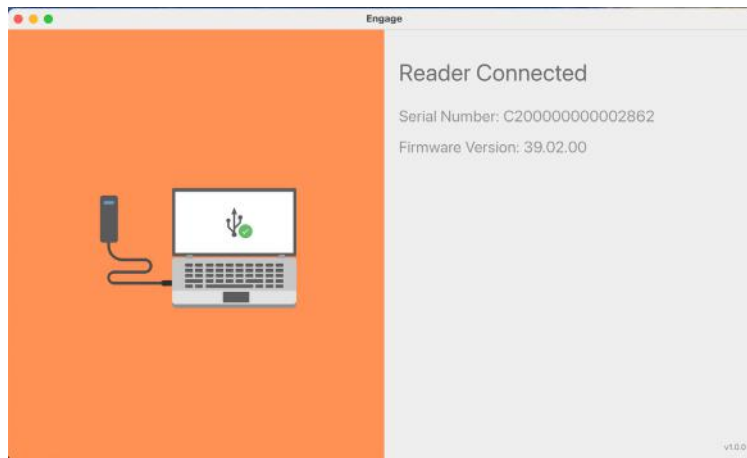 Engage
Reader Connected
Serial Number: C200000000002862
Firmware Version: 39.02.00
v1.0.0